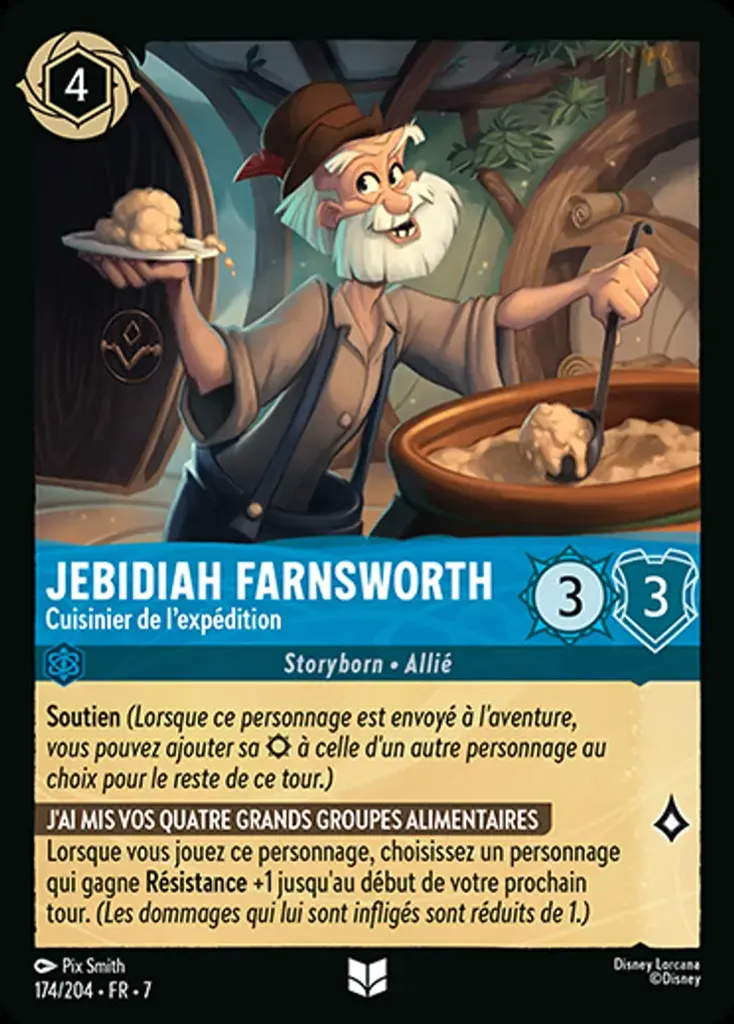 4
JEBIDIAH FARNSWORTH
Cuisinier de l'expédition
3
3
Storyborn • Allié
Soutien (Lorsque ce personnage est envoyé à l'aventure,
vous pouvez ajouter sa à celle d'un autre personnage au
choix pour le reste de ce tour.)
J'AI MIS VOS QUATRE GRANDS GROUPES ALIMENTAIRES
Lorsque vous jouez ce personnage, choisissez un personnage
qui gagne Résistance +1 jusqu'au début de votre prochain
tour. (Les dommages qui lui sont infligés sont réduits de 1.)
Pix Smith
174/204 • FR • 7
Disney Lorcana
©Disney